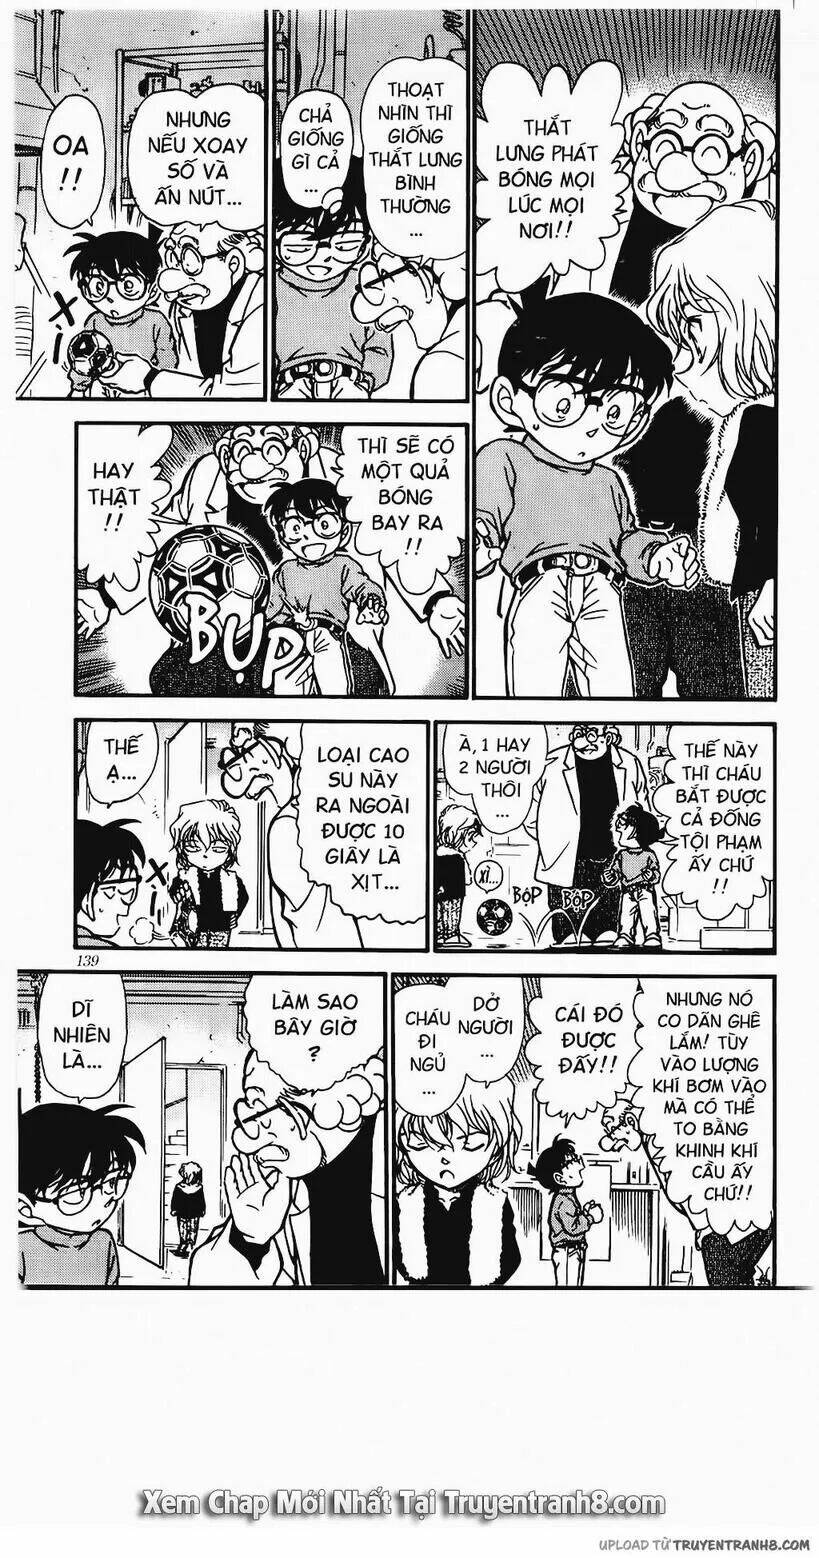 THẮT
LƯNG PHÁT
BÓNG MỌI
LÚC MỌI
NƠI!!
THOẠT
NHÌN THÌ
GIỐNG
THẮT LƯNG
BÌNH
THƯỜNG
...
CHẢ
GIỐNG
GÌ CẢ
...
NHƯNG
NẾU XOAY
SỐ VÀ
ẤN NÚT...
OA
!!
XÌ
THÌ SẼ CÓ
MỘT QUẢ
BÓNG
BAY RA
!!
HAY
THẬT
!!
BỤP
THẾ NÀY
THÌ CHÁU
BẮT ĐƯỢC
CẢ ĐỐNG
TỘI PHẠM
ẤY CHỨ
!!
À, 1 HAY
2 NGƯỜI
THÔI
...
XÌ...
BỘP
BỘP
LOẠI CAO
SU NÀY
RA NGOÀI
ĐƯỢC 10
GIÂY LÀ
XỊT...
THẾ
Ạ...
XÌ
139
NHƯNG NÓ
CO DÃN GHÊ
LẮM! TÙY
VÀO LƯỢNG
KHÍ BƠM VÀO
MÀ CÓ THỂ
TO BẰNG
KHINH KHÍ
CẦU ẤY
CHỨ!!
CÁI ĐÓ
ĐƯỢC
ĐẤY!!
DỞ
NGƯỜI
...
CHÁU
ĐI
NGỦ
LÀM SAO
BÂY GIỜ
?
DĨ
NHIÊN
LÀ...
Xem Chap Mới Nhất Tại Truyentranh8.com
UPLOAD TỪ TRUYENTRANH8.COM